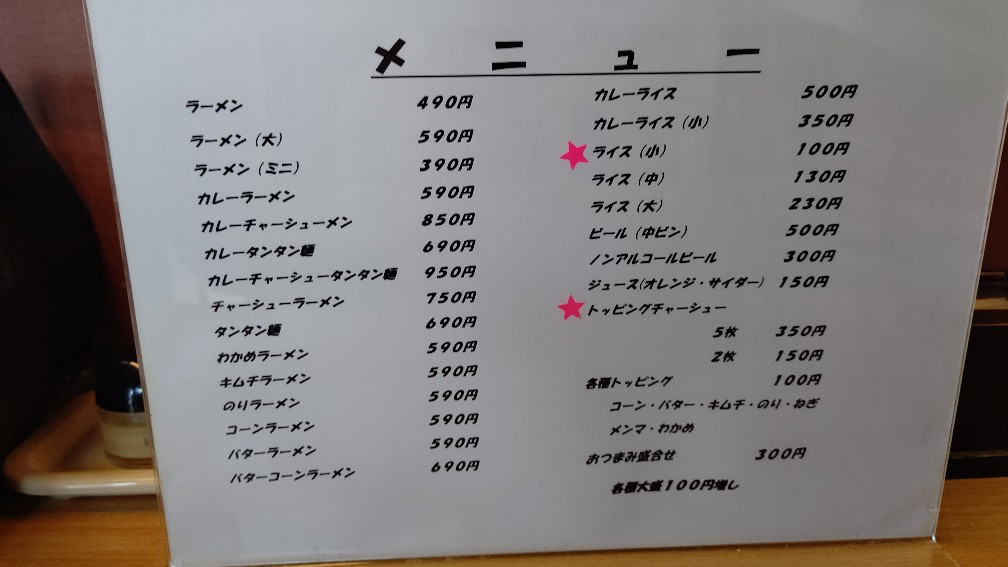 メニュー
ラーメン 490円
ラーメン（大） 590円
ラーメン（ミニ） 390円
カレーラーメン 590円
カレーチャーシューメン 850円
カレータンタン麺 690円
カレーチャーシュータンタン麺 950円
チャーシューラーメン 750円
タンタン麺 690円
わかめラーメン 590円
キムチラーメン 590円
のりラーメン 590円
コーンラーメン 590円
バターラーメン 590円
バターコーンラーメン 690円
カレーライス 500円
カレーライス（小） 350円
ライス（小） 100円
ライス（中） 130円
ライス（大） 230円
ビール（中ビン） 500円
ノンアルコールビール 300円
ジュース(オレンジ・サイダー) 150円
トッピングチャーシュー
5枚 350円
2枚 150円
各種トッピング 100円
コーン・バター・キムチ・のり・ねぎ
メンマ・わかめ
おつまみ盛合せ 300円
各種大盛100円増し